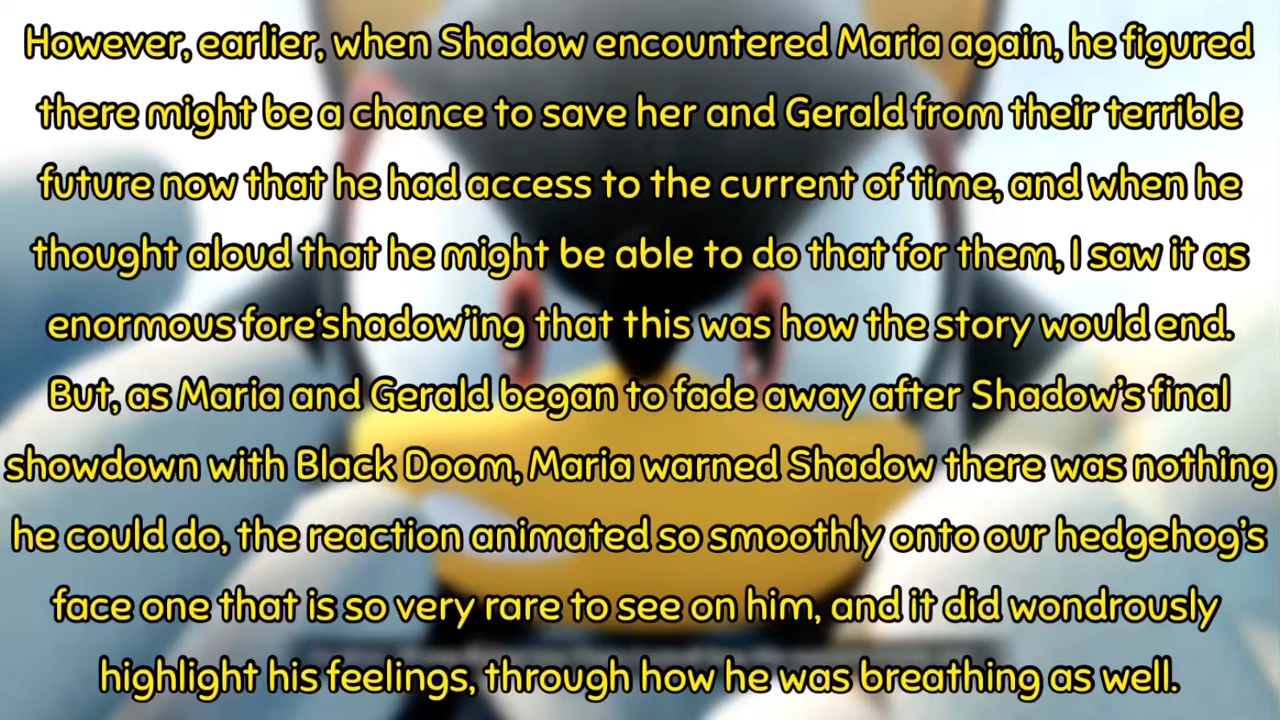 However, earlier, when Shadow encountered Maria again, he figured
there might be a chance to save her and Gerald from their terrible
future now that he had access to the current of time, and when he
thought aloud that he might be able to do that for them, I saw it as
enormous fore‘shadow’ing that this was how the story would end.
But, as Maria and Gerald began to fade away after Shadow’s final
showdown with Black Doom, Maria warned Shadow there was nothing
he could do, the reaction animated so smoothly onto our hedgehog’s
face one that is so very rare to see on him, and it did wondrously
highlight his feelings, through how he was breathing as well.